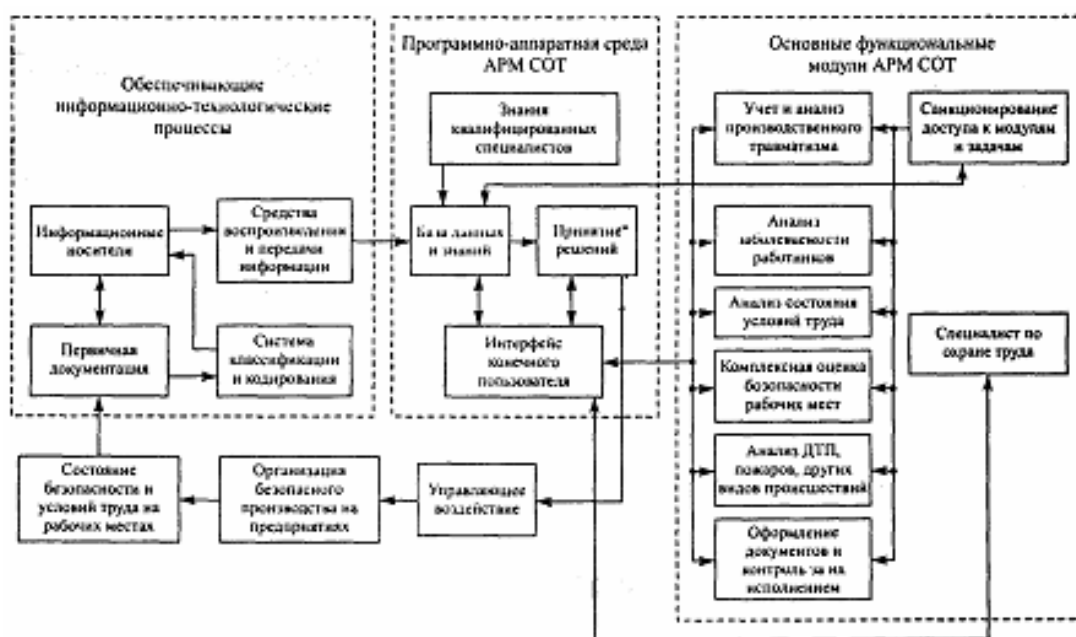 Обеспечивающие
информационно-технологические
процессы
Информационные
носители
Средства
воспроизведения
и передачи
информации
Первичная
документация
Система
классификации
и кодирования
Программно-аппаратная среда
АРМ СОТ
Знания
квалифицированных
специалистов
База данных
и знаний
Принятие
решений
Интерфейс
конечного
пользователя
Основные функциональные
модули АРМ СОТ
Учет и анализ
производственного
травматизма
Санкционирование
доступа к модулям
и задачам
Анализ
заболеваемости
работников
Анализ состояния
условий труда
Специалист по
охране труда
Комплексная оценка
безопасности
рабочих мест
Анализ ДТП,
пожаров, других
видов происшествий
Оформление
документов и
контроль за их
исполнением
Состояние
безопасности и
условий труда на
рабочих местах
Организация
безопасного
производства на
предприятиях
Управляющее
воздействие